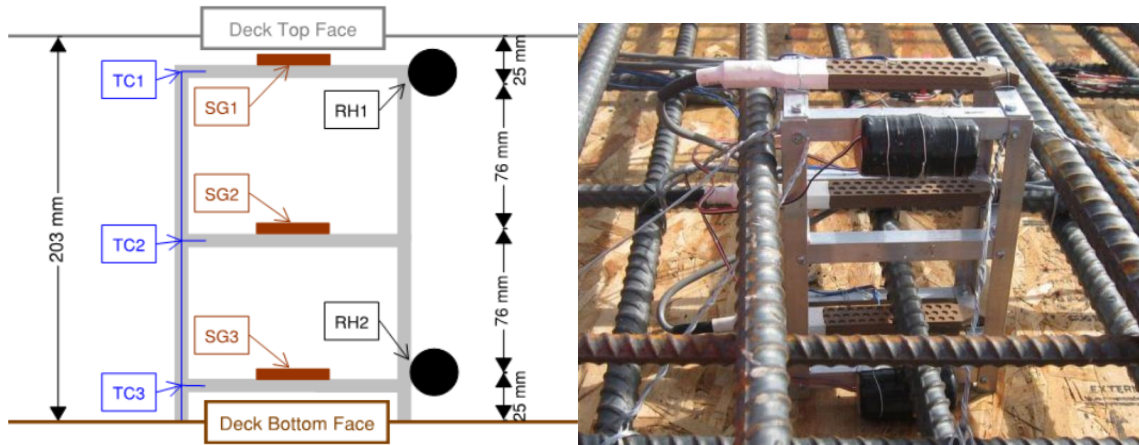 Deck Top Face
TC1
SG1
RH1
25 mm
76 mm
203 mm
SG2
TC2
76 mm
SG3
RH2
TC3
25 mm
Deck Bottom Face
EXTERI